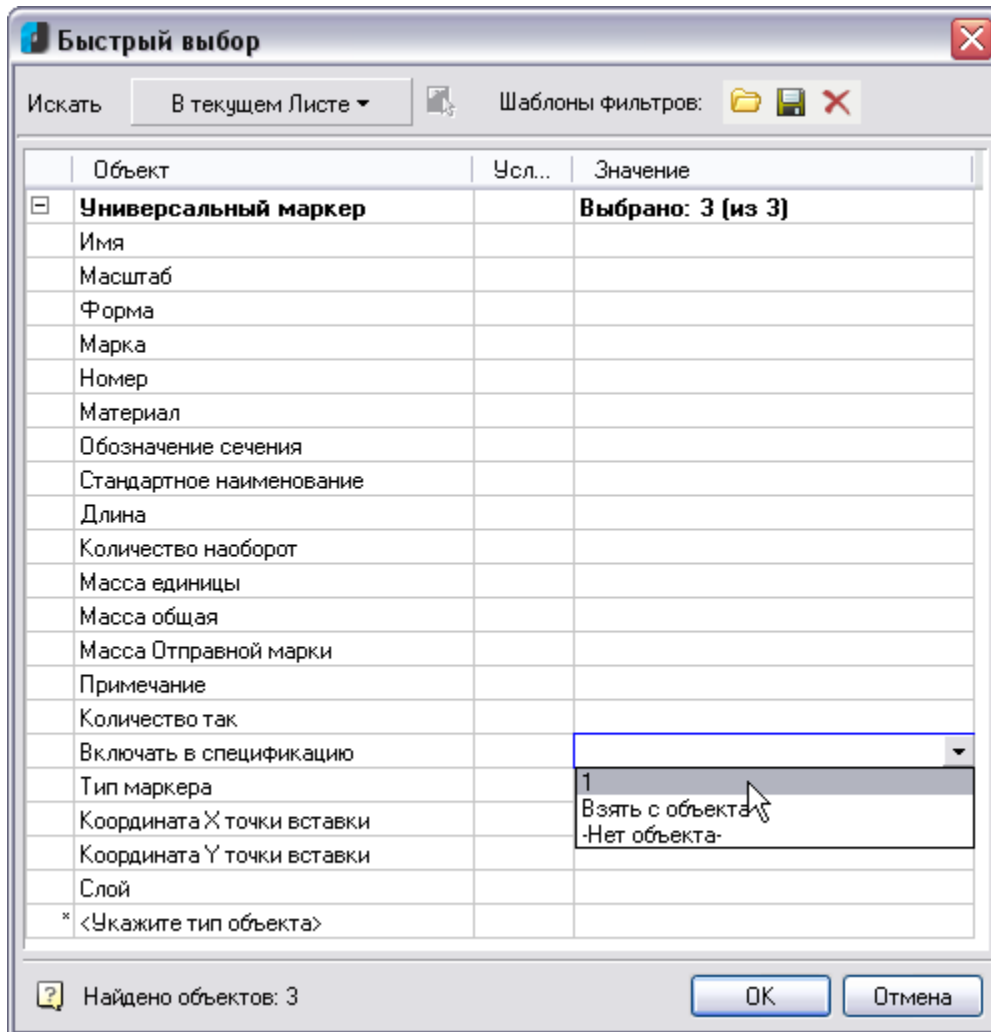 Быстрый выбор
Искать В текущем Листе Шаблоны фильтров:
Объект Усл... Значение
Универсальный маркер Выбрано: 3 (из 3)
Имя
Масштаб
Форма
Марка
Номер
Материал
Обозначение сечения
Стандартное наименование
Длина
Количество наоборот
Масса единицы
Масса общая
Масса Отправной марки
Примечание
Количество так
Включать в спецификацию
Тип маркера 1
Взять с объекта
Координата X точки вставки -Нет объекта-
Координата Y точки вставки
Слой
* <Укажите тип объекта>
Найдено объектов: 3 OK Отмена